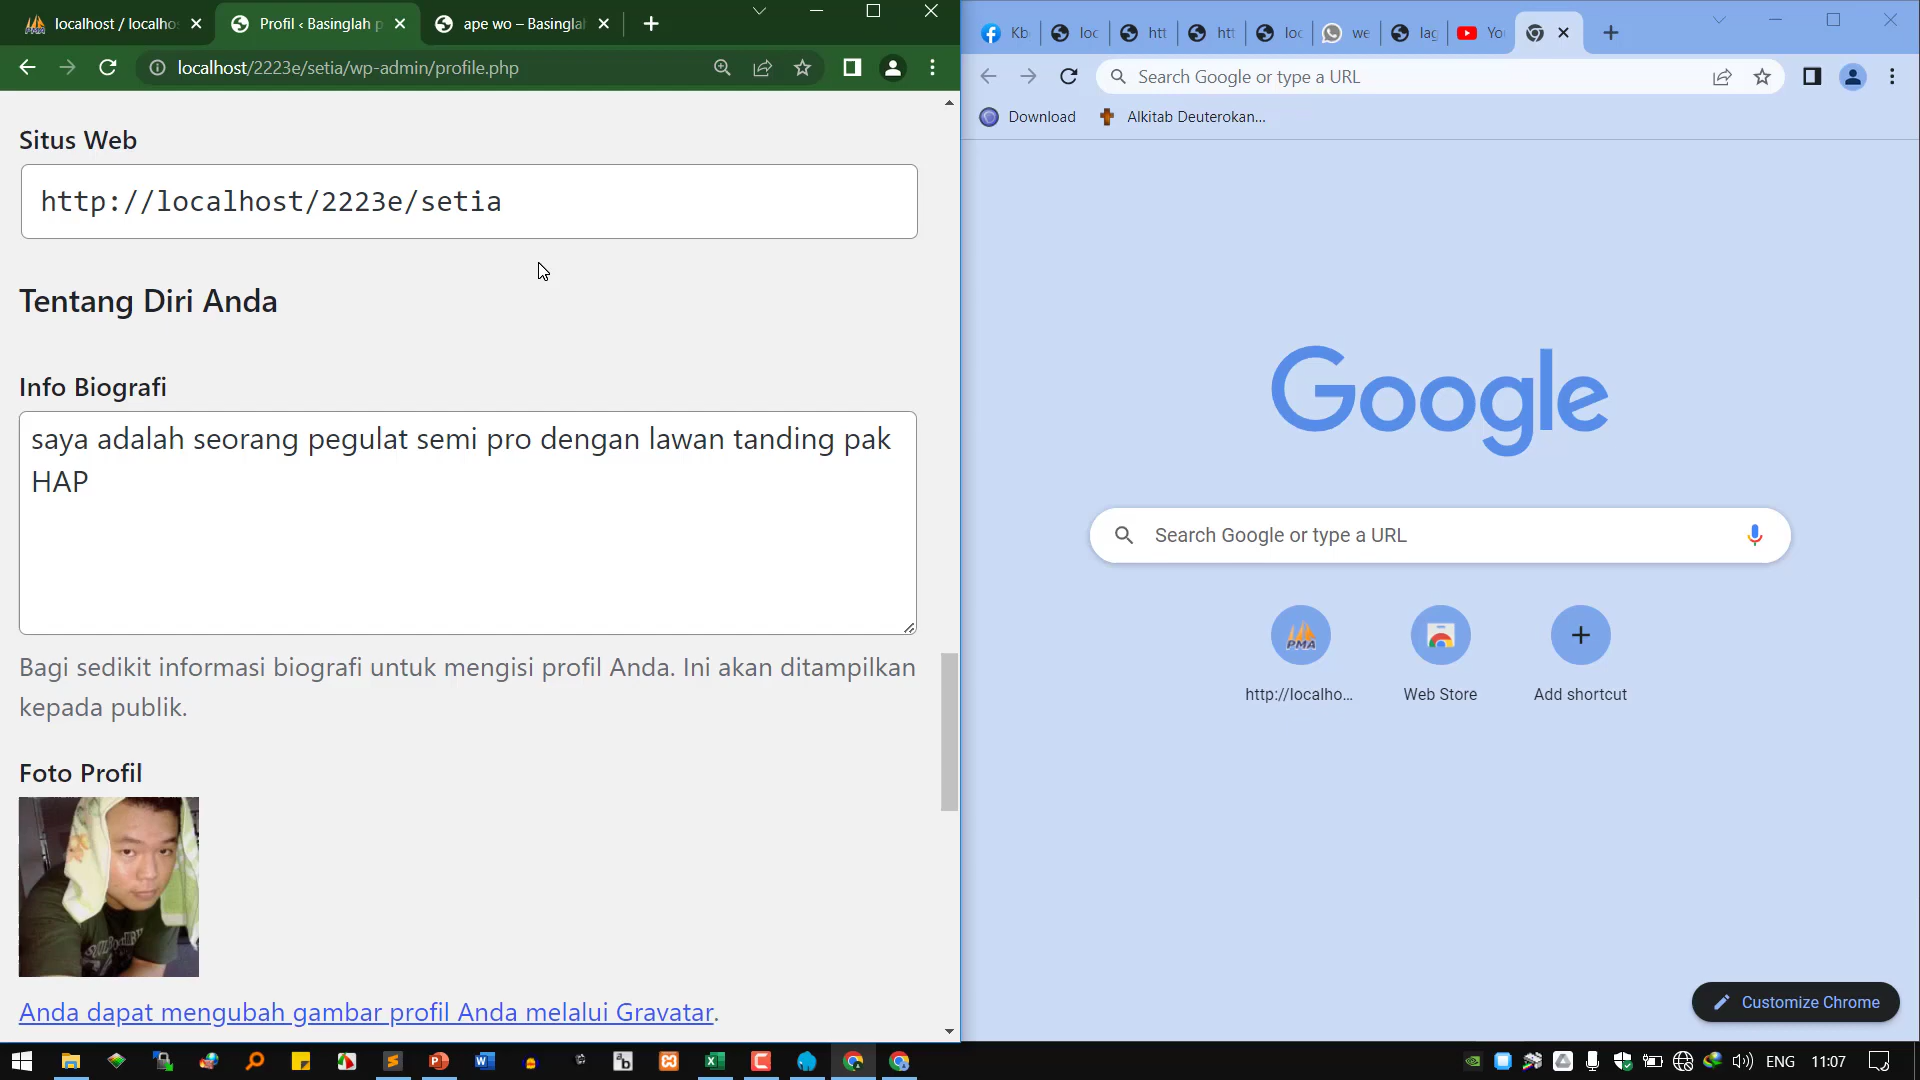 localhost / localhos
Profil ‹ Basinglah p
ape wo – Basingla
localhost/2223e/setia/wp-admin/profile.php
Situs Web
http://localhost/2223e/setia
Tentang Diri Anda
Info Biografi
saya adalah seorang pegulat semi pro dengan lawan tanding pak
HAP
Bagi sedikit informasi biografi untuk mengisi profil Anda. Ini akan ditampilkan
kepada publik.
Foto Profil
Anda dapat mengubah gambar profil Anda melalui Gravatar.
Kb
loc
htt
htt
loc
we
lag
Yo
Search Google or type a URL
Download
Alkitab Deuterokan...
Google
Search Google or type a URL
PMA
http://localho...
Web Store
Add shortcut
Customize Chrome
ENG
11:07